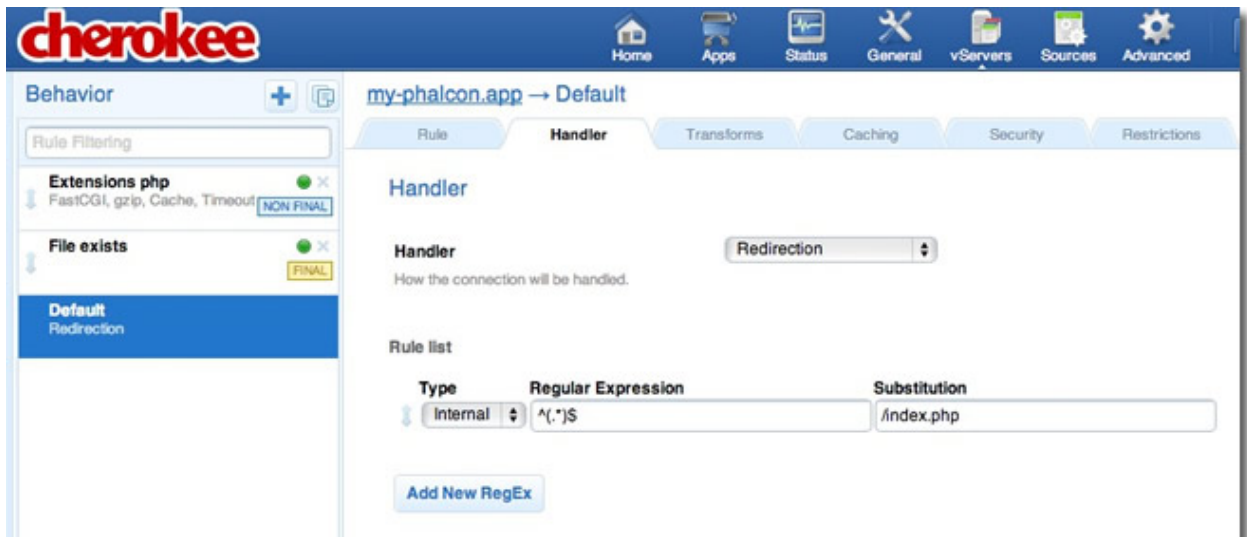 cherokee
Home Apps Status General vServers Sources Advanced
Behavior
Rule Filtering
Extensions php
FastCGI, gzip, Cache, Timeout NON FINAL
File exists
FINAL
Default
Redirection
my-phalcon.app → Default
Rule Handler Transforms Caching Security Restrictions
Handler
Handler Redirection
How the connection will be handled.
Rule list
Type Regular Expression Substitution
Internal ^(.*)$ /index.php
Add New RegEx